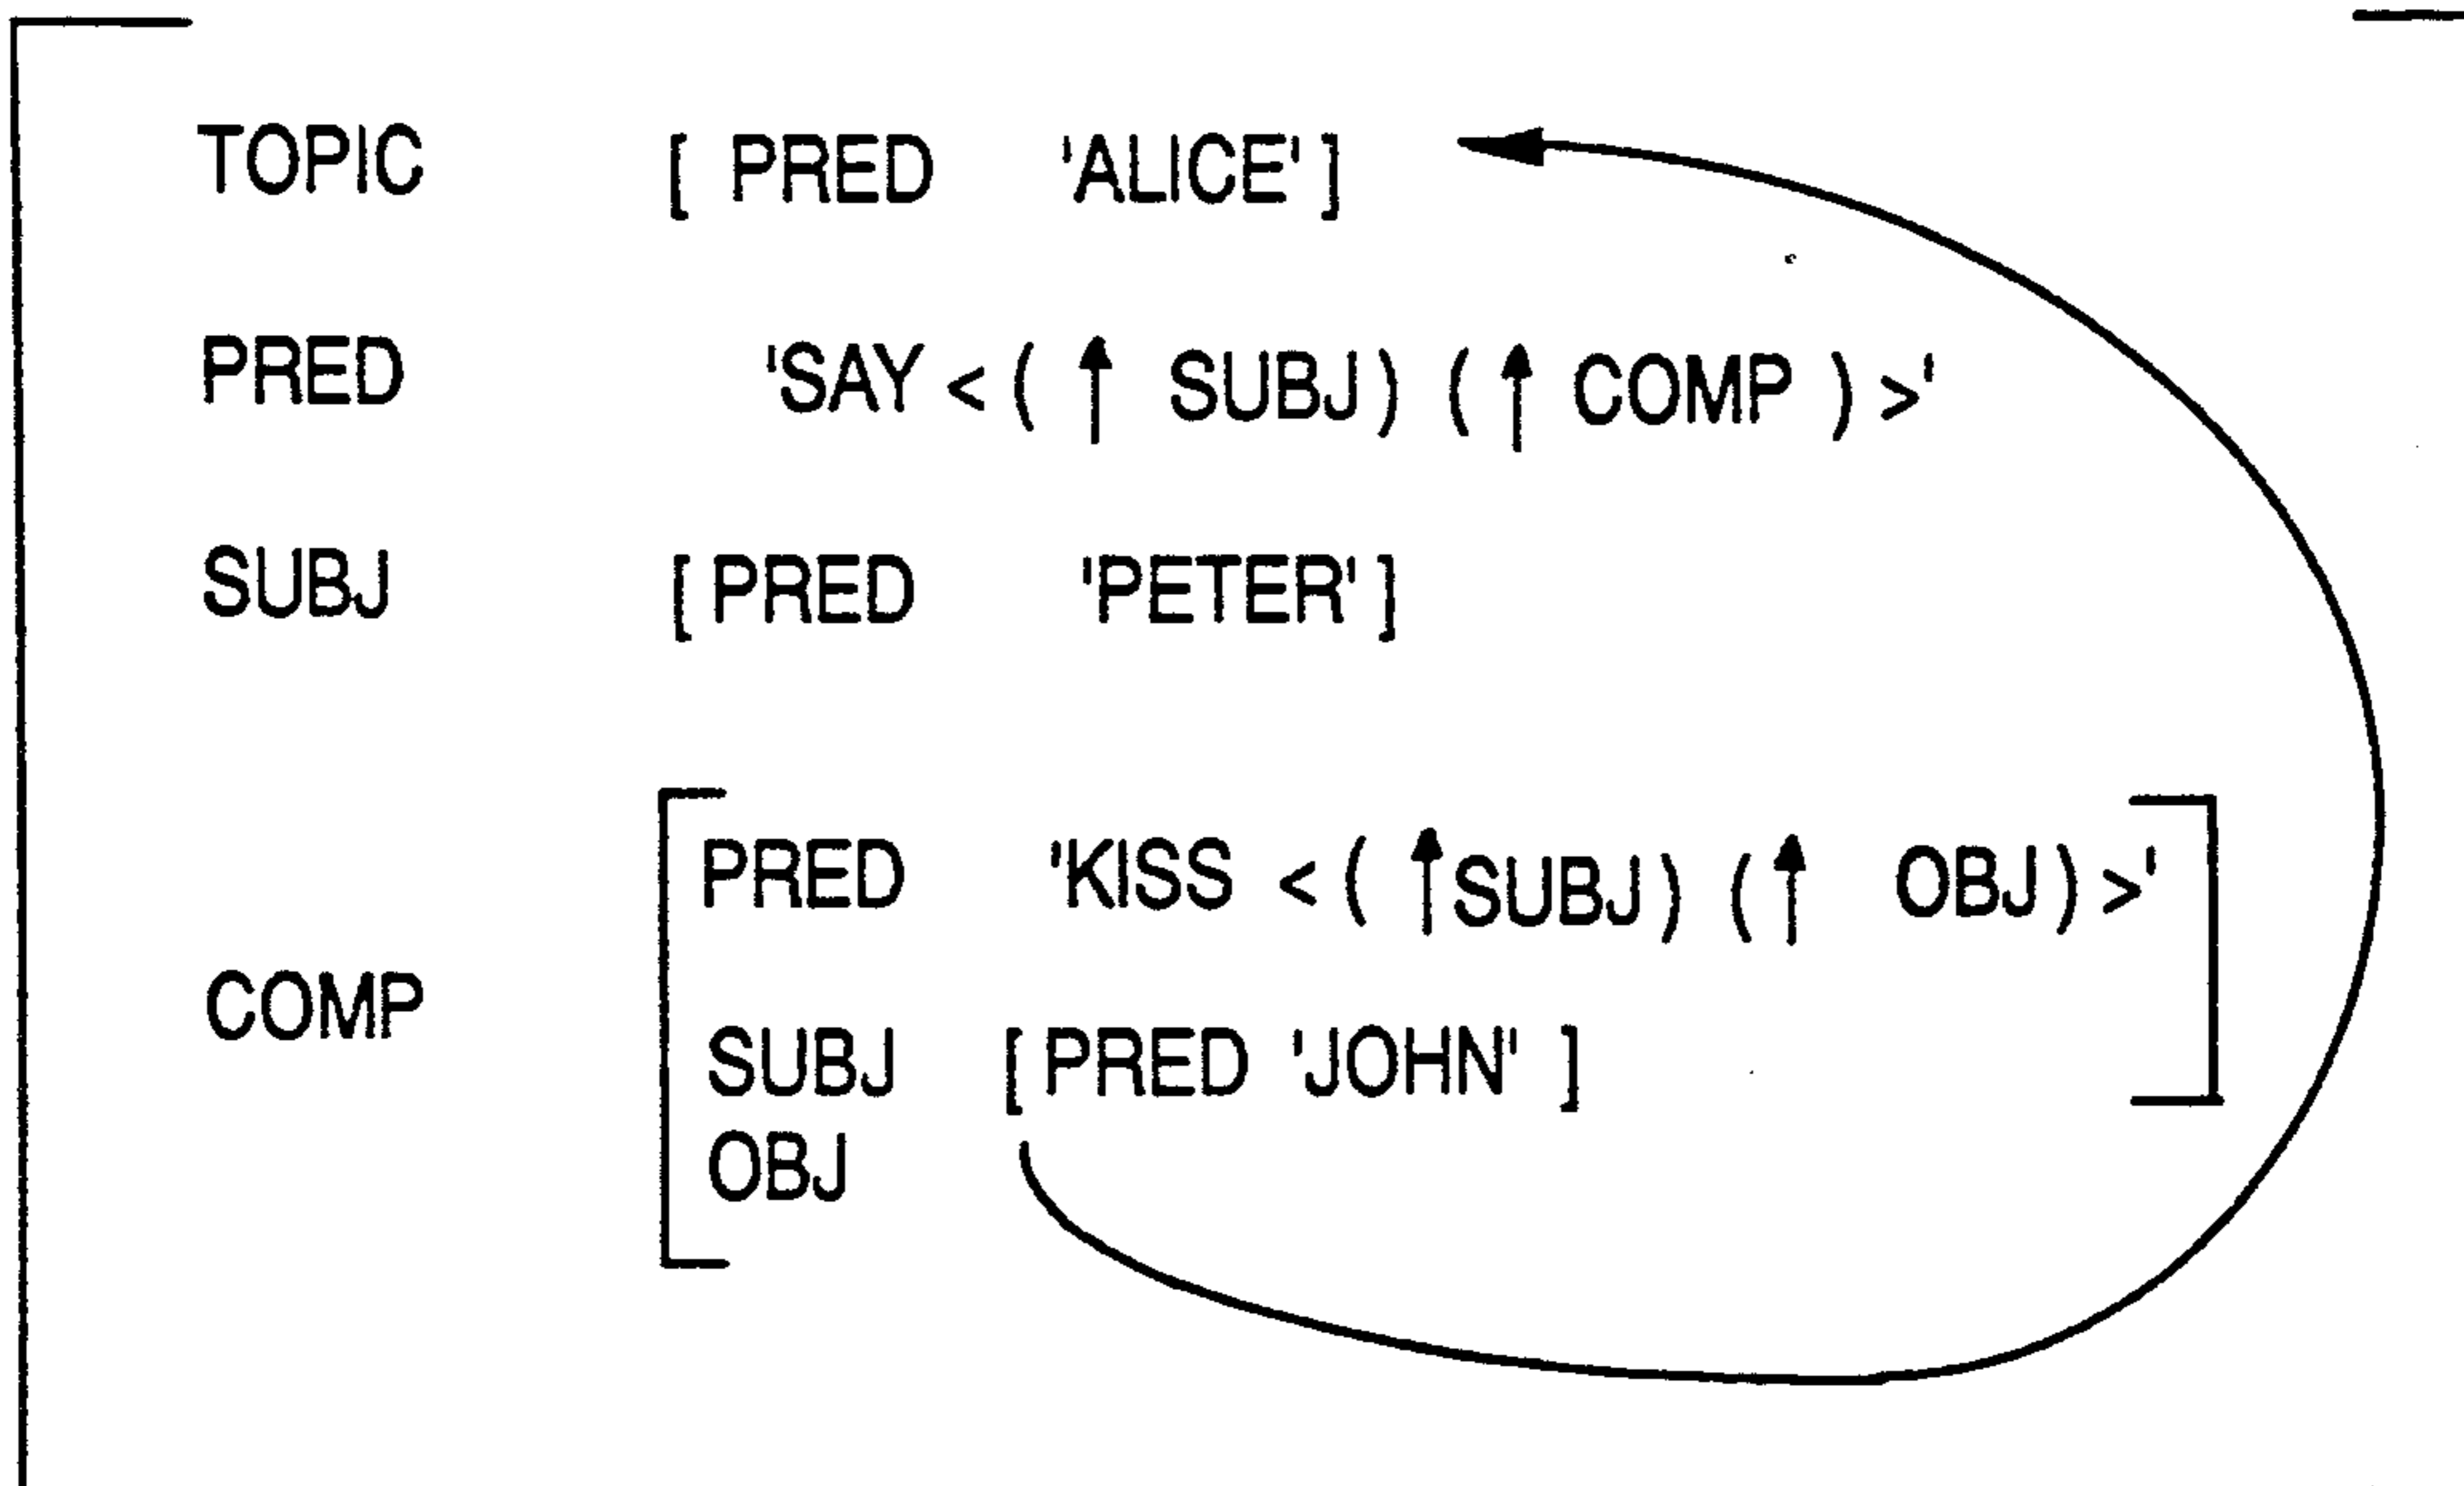 TOPIC [ PRED 'ALICE' ]
PRED 'SAY < ( ↑ SUBJ ) ( ↑ COMP ) >'
SUBJ [ PRED 'PETER' ]
PRED 'KISS < ( ↑ SUBJ ) ( ↑ OBJ ) >'
COMP
SUBJ [ PRED 'JOHN' ]
OBJ